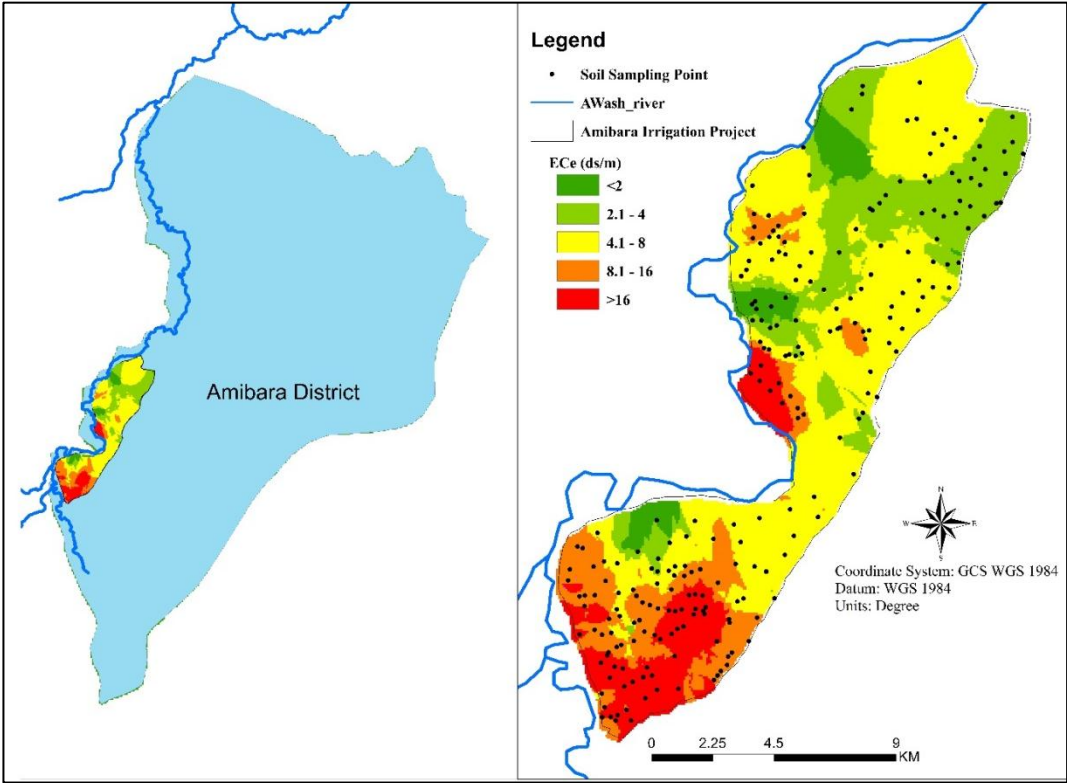 Amibara District
Legend
Soil Sampling Point
AWash_river
Amibara Irrigation Project
ECe (ds/m)
<2
2.1 - 4
4.1 - 8
8.1 - 16
>16
N
W
E
S
Coordinate System: GCS WGS 1984
Datum: WGS 1984
Units: Degree
0 2.25 4.5 9
KM